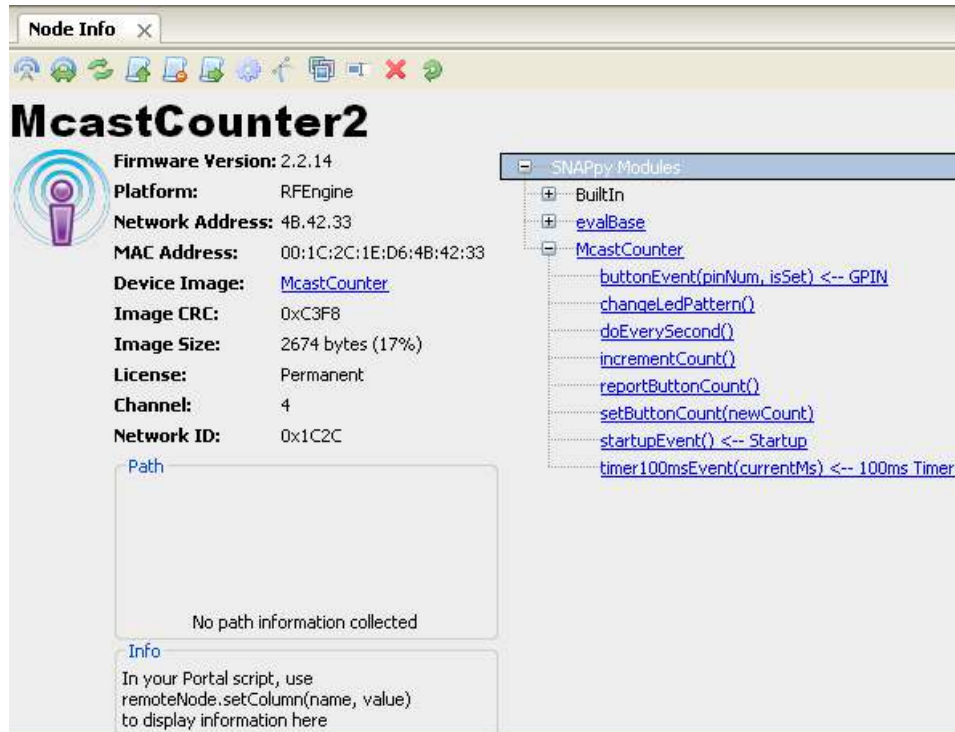 Node Info
McastCounter2
Firmware Version: 2.2.14
Platform: RFEngine
Network Address: 4B.42.33
MAC Address: 00:1C:2C:1E:D6:4B:42:33
Device Image: McastCounter
Image CRC: 0xC3F8
Image Size: 2674 bytes (17%)
License: Permanent
Channel: 4
Network ID: 0x1C2C
Path
No path information collected
Info
In your Portal script, use
remoteNode.setColumn(name, value)
to display information here
SNAPpy Modules
BuiltIn
evalBase
McastCounter
buttonEvent(pinNum, isSet) <-- GPIN
changeLedPattern()
doEverySecond()
incrementCount()
reportButtonCount()
setButtonCount(newCount)
startupEvent() <-- Startup
timer100msEvent(currentMs) <-- 100ms Timer